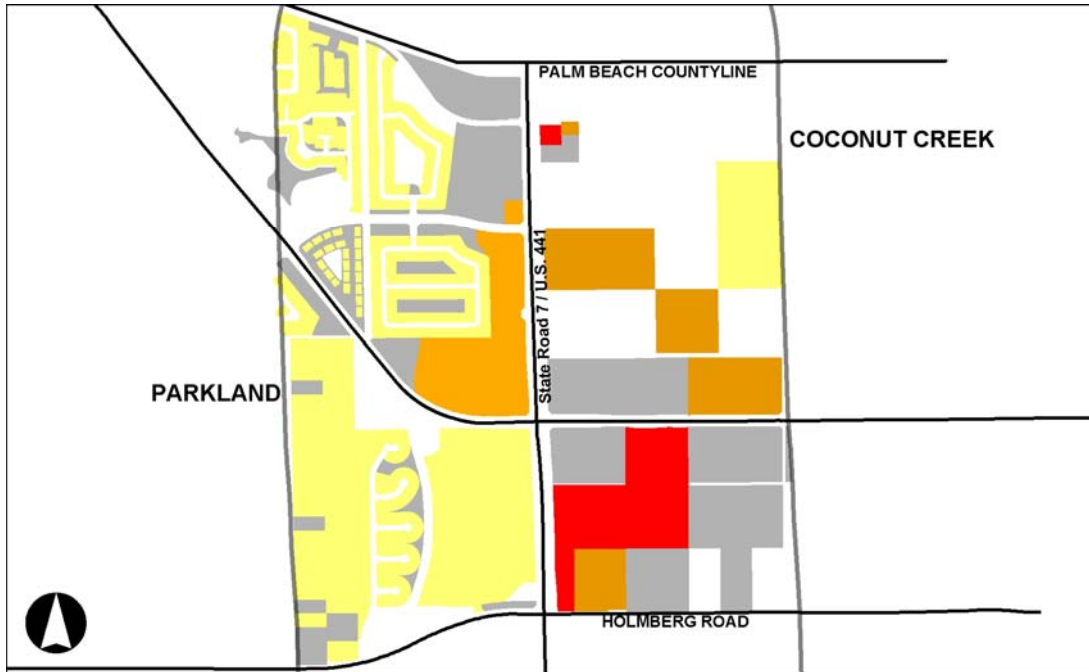 PALM BEACH COUNTYLINE
COCONUT CREEK
State Road 7 / U.S. 441
PARKLAND
HOLMBERG ROAD